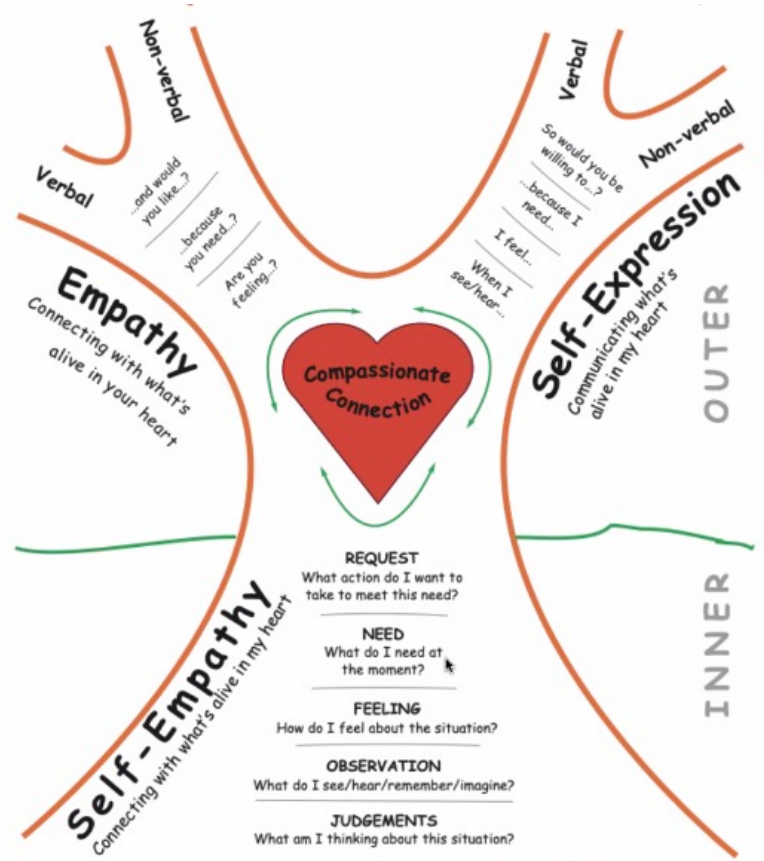 Non-verbal
Verbal
...and would
you like...?
...because
you need...?
Are you
feeling...?
Empathy
Connecting with what's
alive in your heart
Verbal
Non-verbal
So would you be
willing to...?
...because I
need...
I feel...
When I
see/hear...
Self-Expression
Communicating what's
alive in my heart
OUTER
Compassionate
Connection
INNER
Self-Empathy
Connecting with what's alive in my heart
REQUEST
What action do I want to
take to meet this need?
NEED
What do I need at
the moment?
FEELING
How do I feel about the situation?
OBSERVATION
What do I see/hear/remember/imagine?
JUDGEMENTS
What am I thinking about this situation?